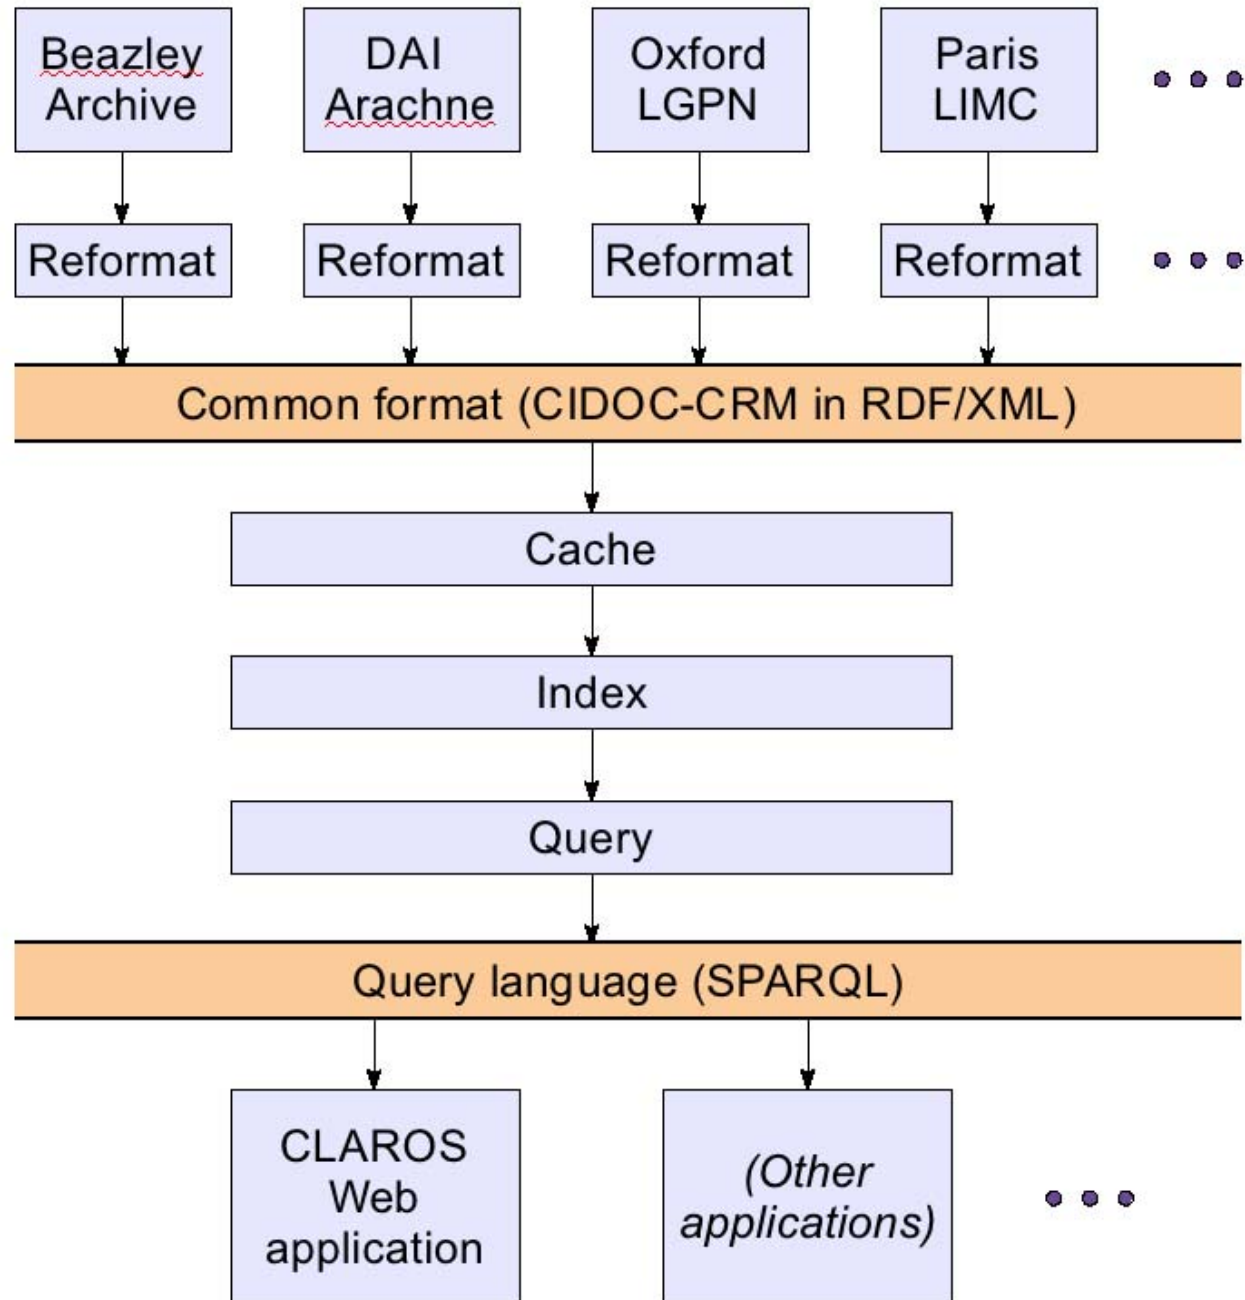 Beazley
Archive
DAI
Arachne
Oxford
LGPN
Paris
LIMC
Reformat
Reformat
Reformat
Reformat
Common format (CIDOC-CRM in RDF/XML)
Cache
Index
Query
Query language (SPARQL)
CLAROS
Web
application
(Other
applications)